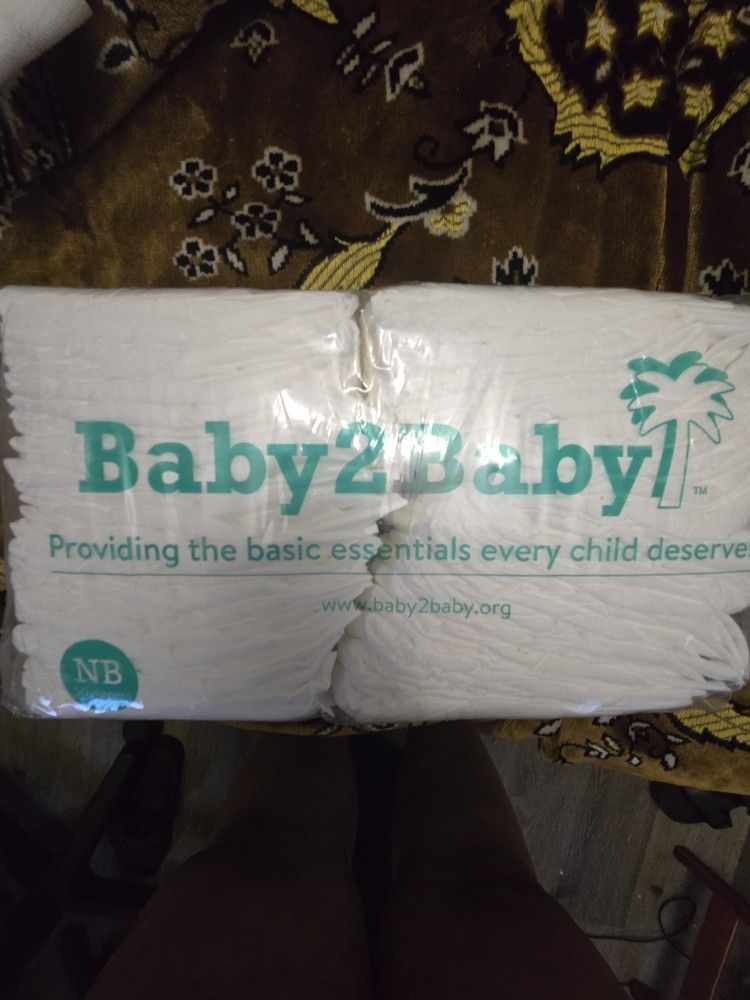 Baby2Baby
™
Providing the basic essentials every child deserves
www.baby2baby.org
NB